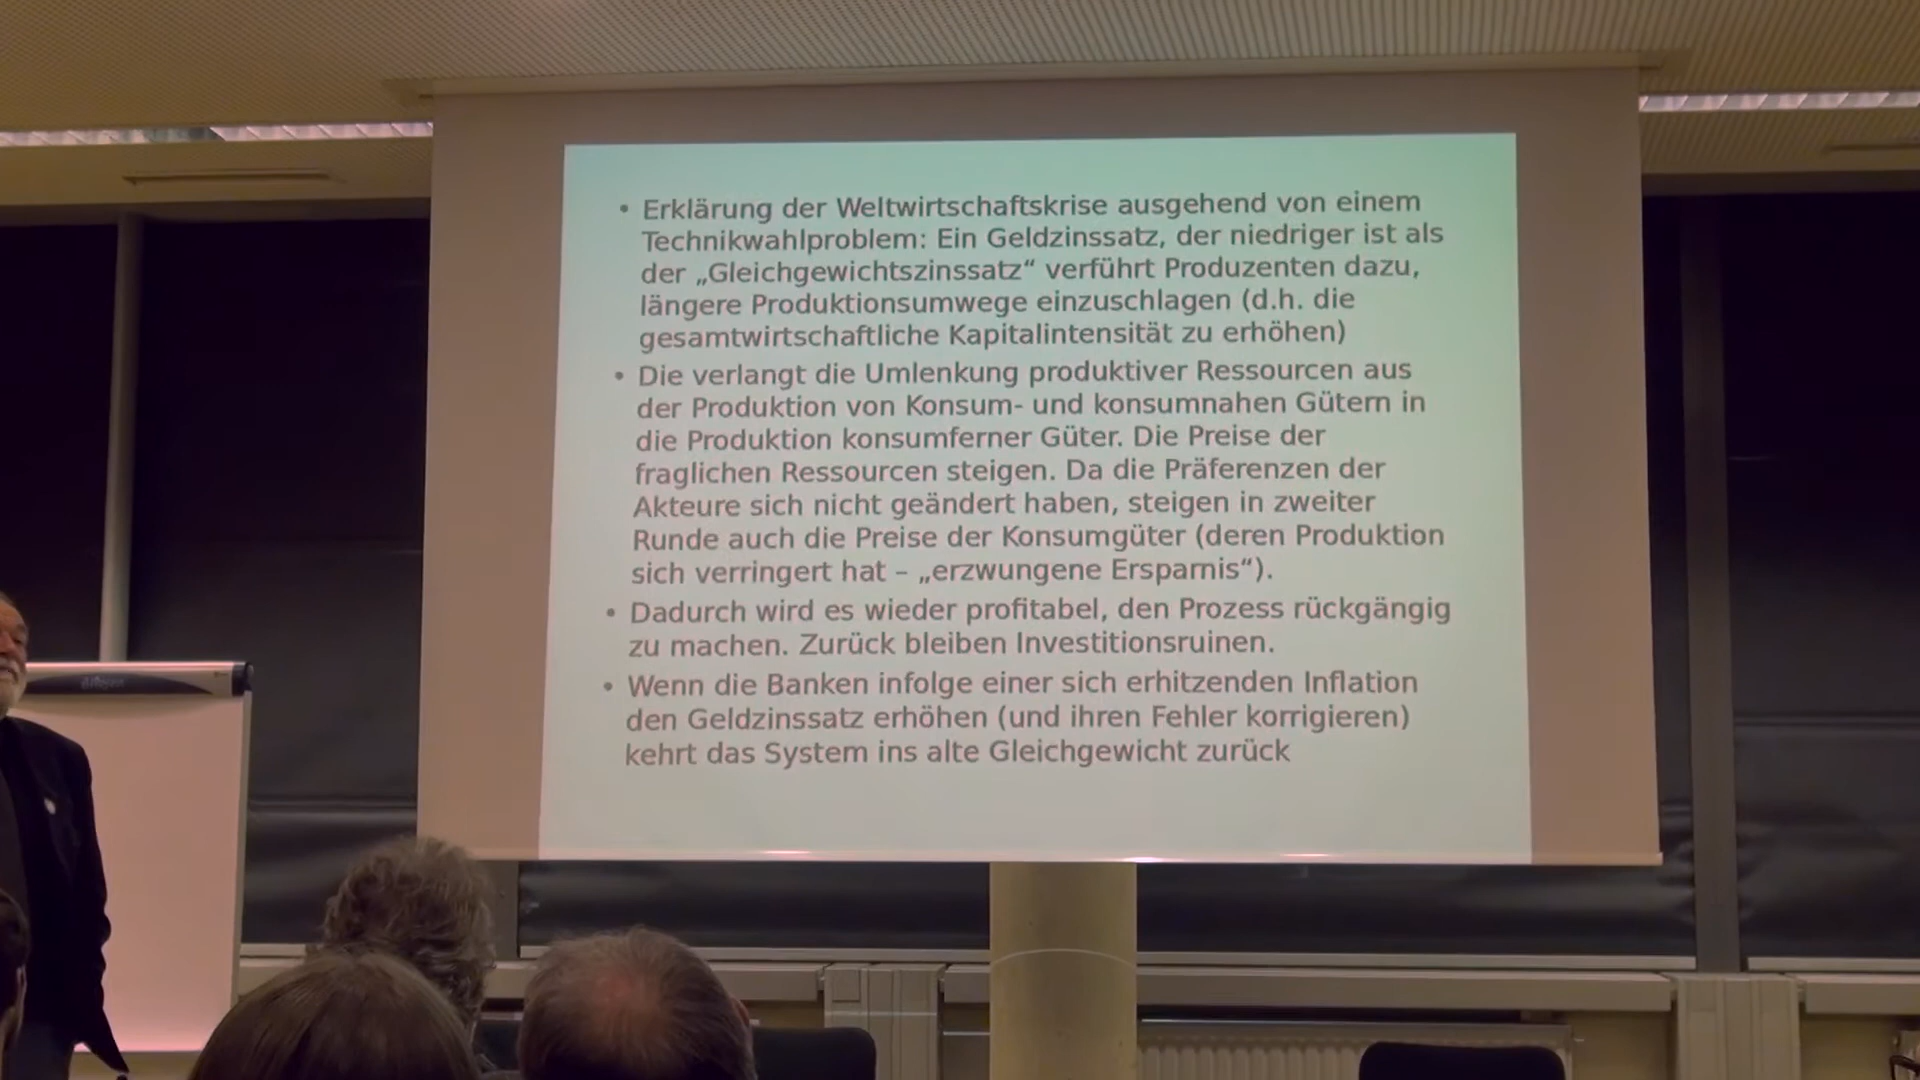 • Erklärung der Weltwirtschaftskrise ausgehend von einem
Technikwahlproblem: Ein Geldzinssatz, der niedriger ist als
der „Gleichgewichtszinssatz“ verführt Produzenten dazu,
längere Produktionsumwege einzuschlagen (d.h. die
gesamtwirtschaftliche Kapitalintensität zu erhöhen)
• Die verlangt die Umlenkung produktiver Ressourcen aus
der Produktion von Konsum- und konsumnahen Gütern in
die Produktion konsumferner Güter. Die Preise der
fraglichen Ressourcen steigen. Da die Präferenzen der
Akteure sich nicht geändert haben, steigen in zweiter
Runde auch die Preise der Konsumgüter (deren Produktion
sich verringert hat – „erzwungene Ersparnis“).
• Dadurch wird es wieder profitabel, den Prozess rückgängig
zu machen. Zurück bleiben Investitionsruinen.
• Wenn die Banken infolge einer sich erhitzenden Inflation
den Geldzinssatz erhöhen (und ihren Fehler korrigieren)
kehrt das System ins alte Gleichgewicht zurück